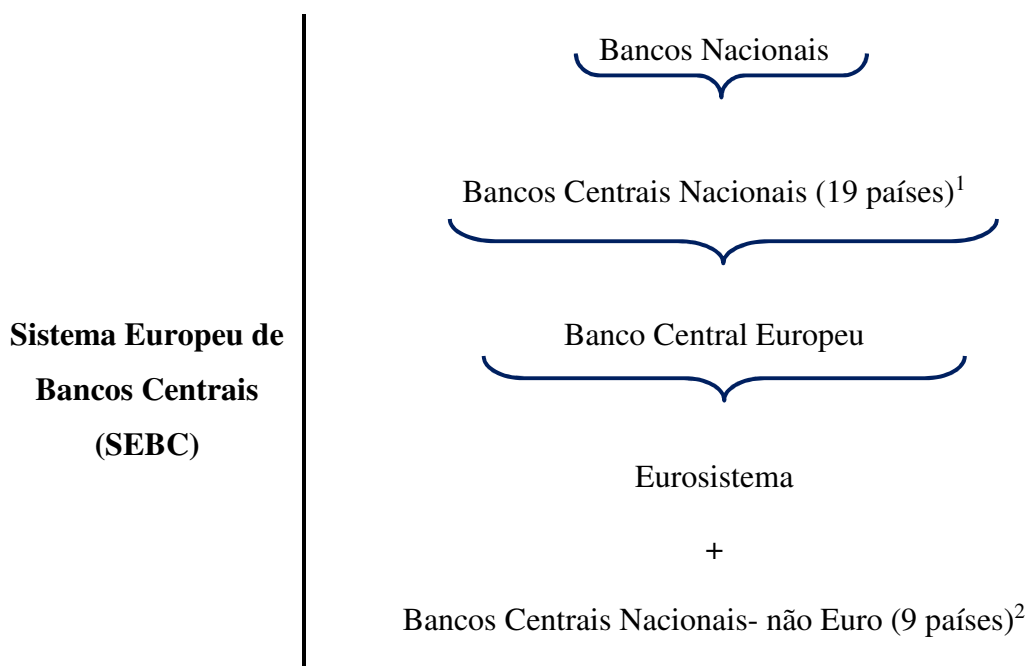 Bancos Nacionais
Bancos Centrais Nacionais (19 países)¹
Sistema Europeu de
Bancos Centrais
(SEBC)
Banco Central Europeu
Eurosistema
+
Bancos Centrais Nacionais- não Euro (9 países)²